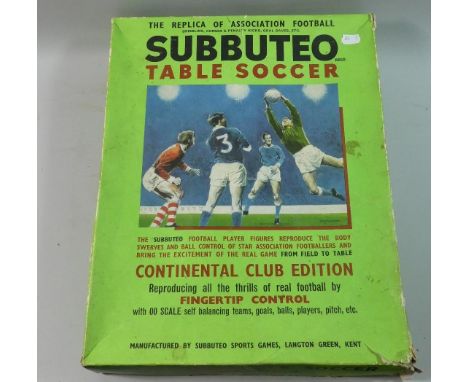 THE REPLICA OF ASSOCIATION FOOTBALL
SUBBUTEO
TABLE SOCCER
3
THE SUBBUTEO FOOTBALL PLAYER FIGURES REPRODUCE THE BODY
SWERVES AND BALL CONTROL OF STAR ASSOCIATION FOOTBALLERS AND
BRING THE EXCITEMENT OF THE REAL GAME FROM FIELD TO TABLE
CONTINENTAL CLUB EDITION
Reproducing all the thrills of real football by
FINGERTIP CONTROL
with 00 SCALE self balancing teams, goals, balls, players, pitch, etc.
MANUFACTURED BY SUBBUTEO SPORTS GAMES, LANGTON GREEN, KENT